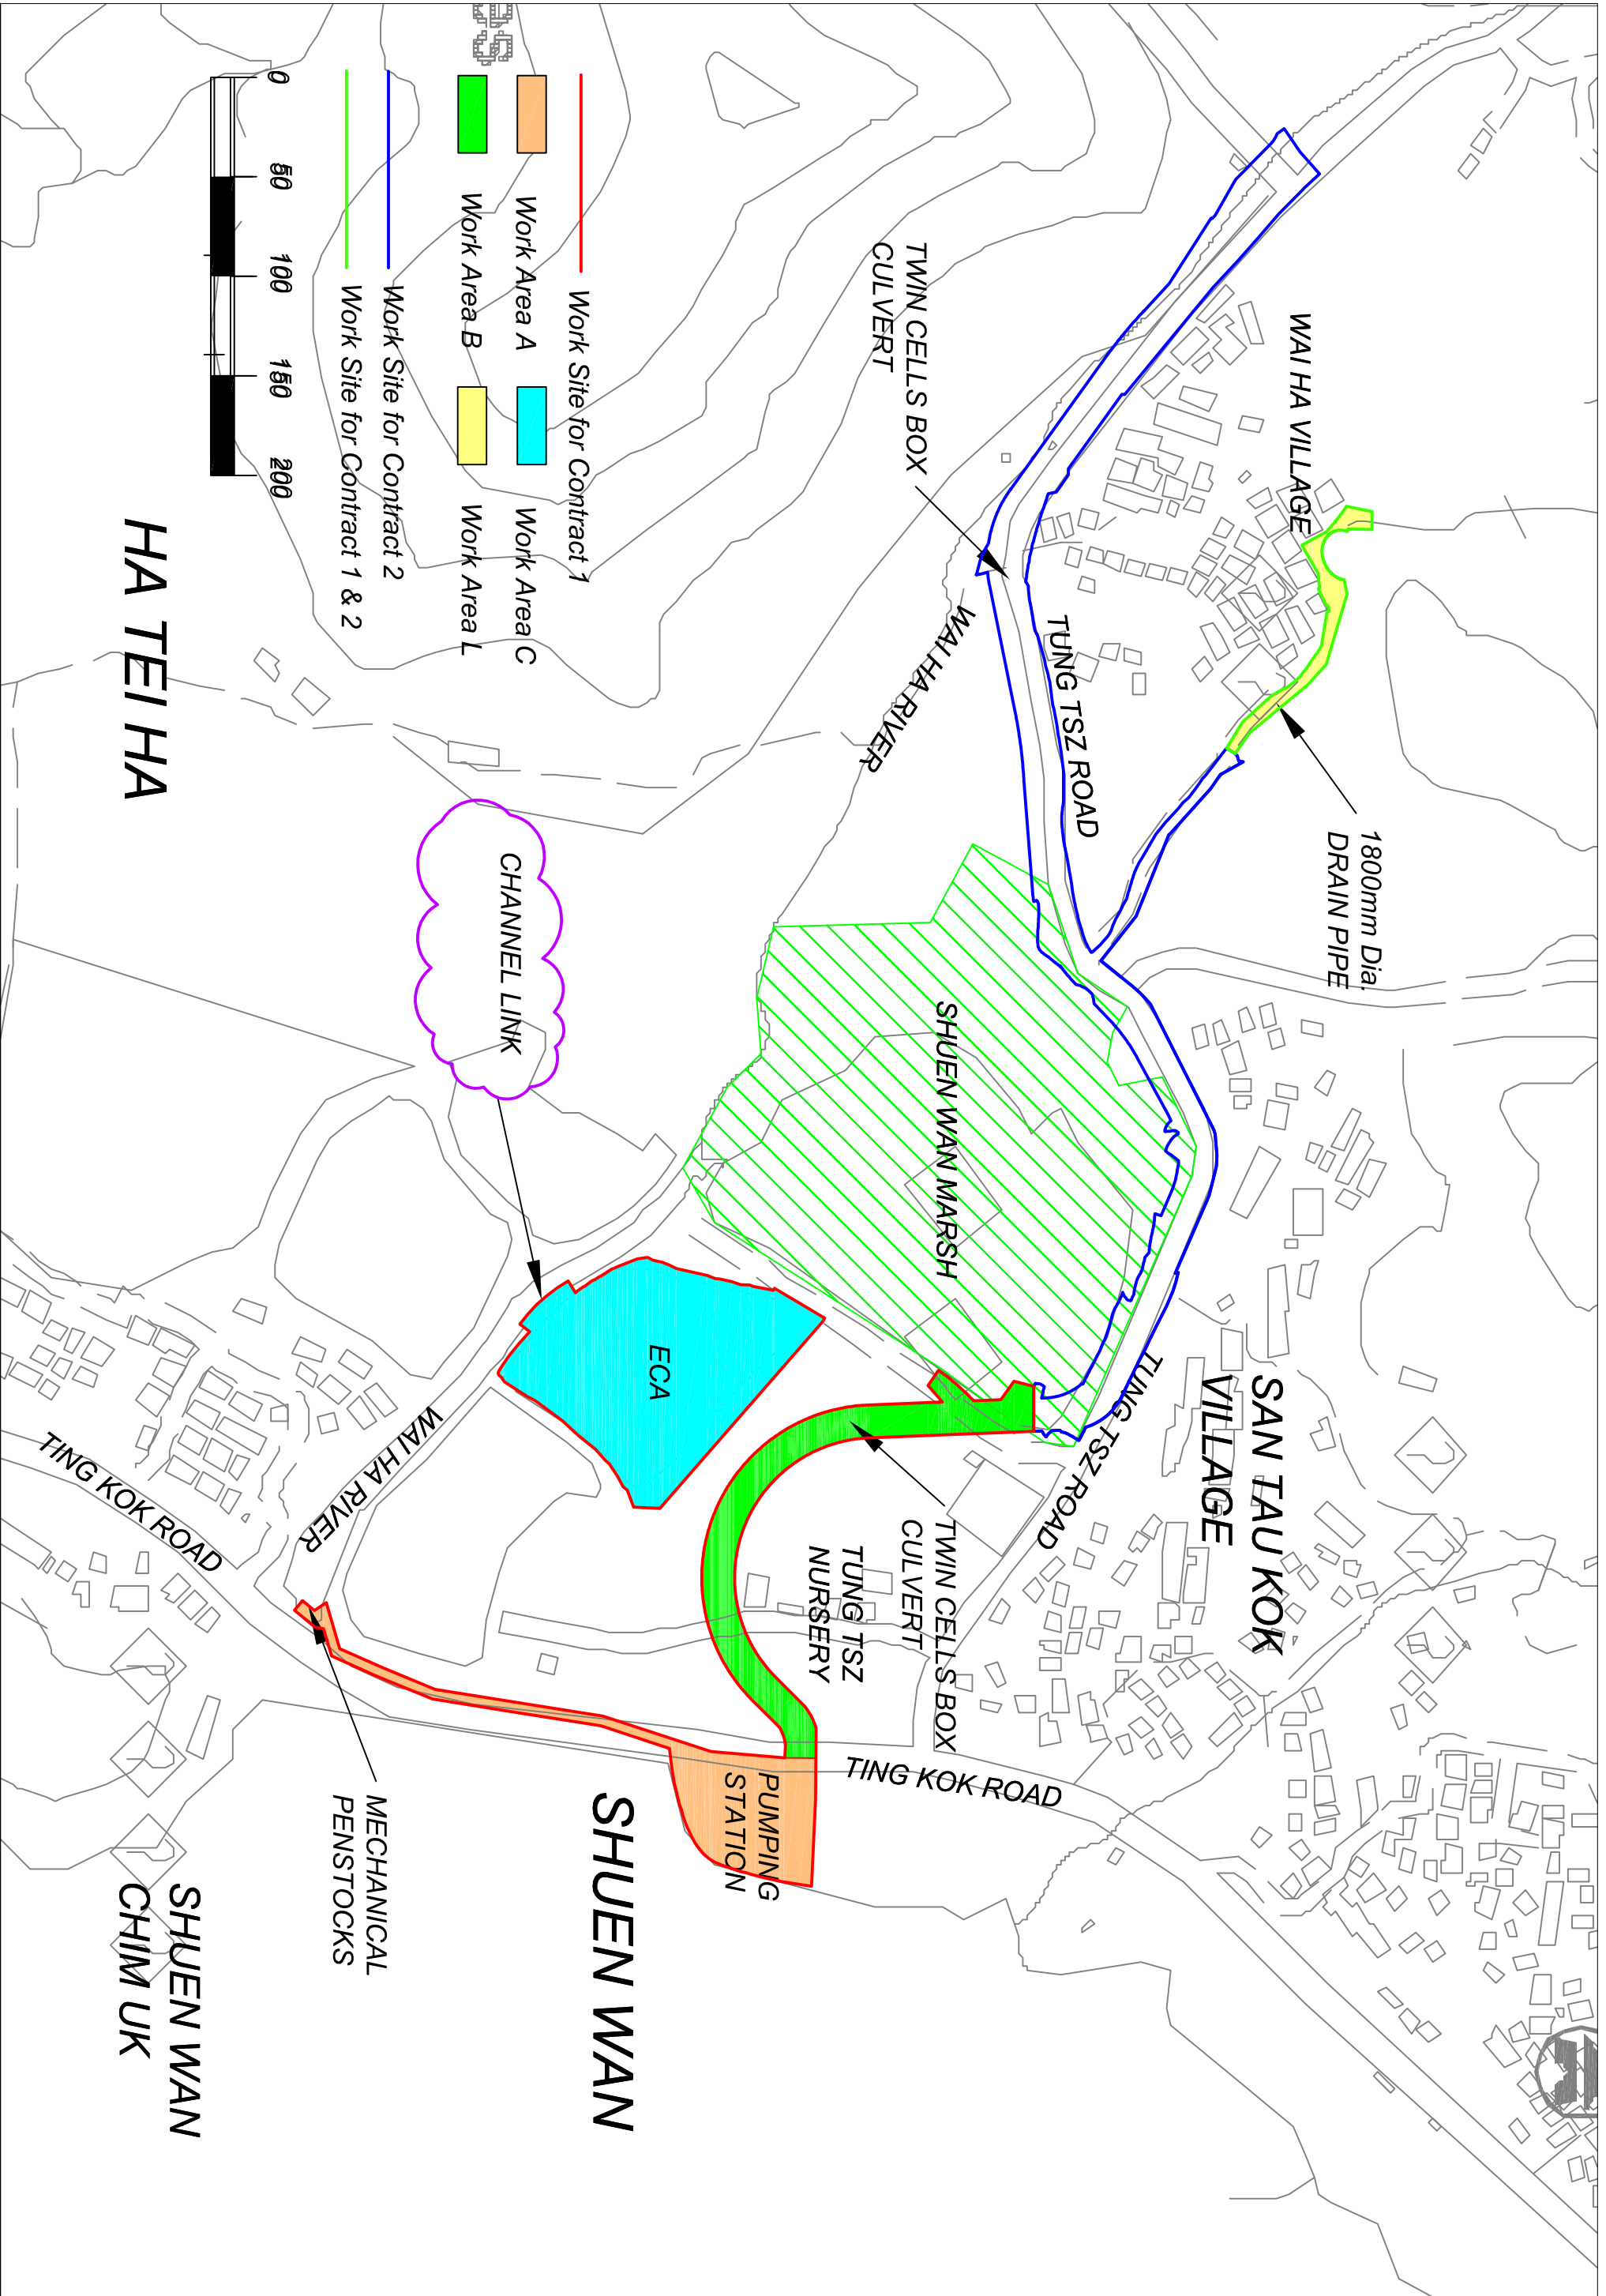 WAI HA VILLAGE
1800mm Dia.
DRAIN PIPE
TWIN CELLS BOX
CULVERT
TUNG TSZ ROAD
WAI HA RIVER
SAN TAU KOK
VILLAGE
TUNG TSZ ROAD
SHUEN WAN MARSH
TWIN CELLS BOX
CULVERT
TUNG TSZ
NURSERY
TING KOK ROAD
PUMPING
STATION
ECA
CHANNEL LINK
SHUEN WAN
WAI HA RIVER
TING KOK ROAD
MECHANICAL
PENSTOCKS
SHUEN WAN
CHIM UK
HA TEI HA
Work Site for Contract 1
Work Area A
Work Area C
Work Area B
Work Area L
Work Site for Contract 2
Work Site for Contract 1 & 2
0 50 100 150 200